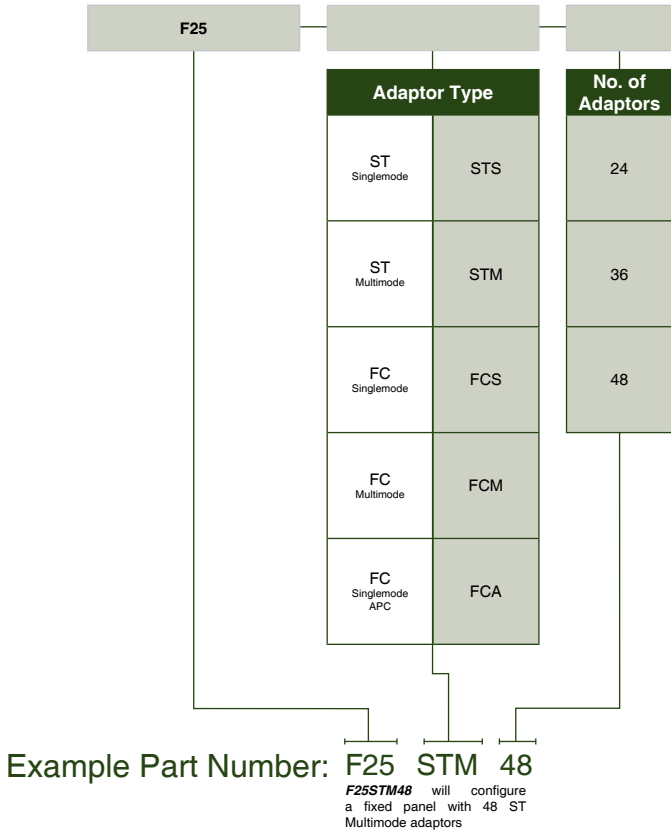 F25
Adaptor Type
No. of
Adaptors
ST
Singlemode
STS
24
ST
Multimode
STM
36
FC
Singlemode
FCS
48
FC
Multimode
FCM
FC
Singlemode
APC
FCA
Example Part Number: F25 STM 48
F25STM48 will configure
a fixed panel with 48 ST
Multimode adaptors